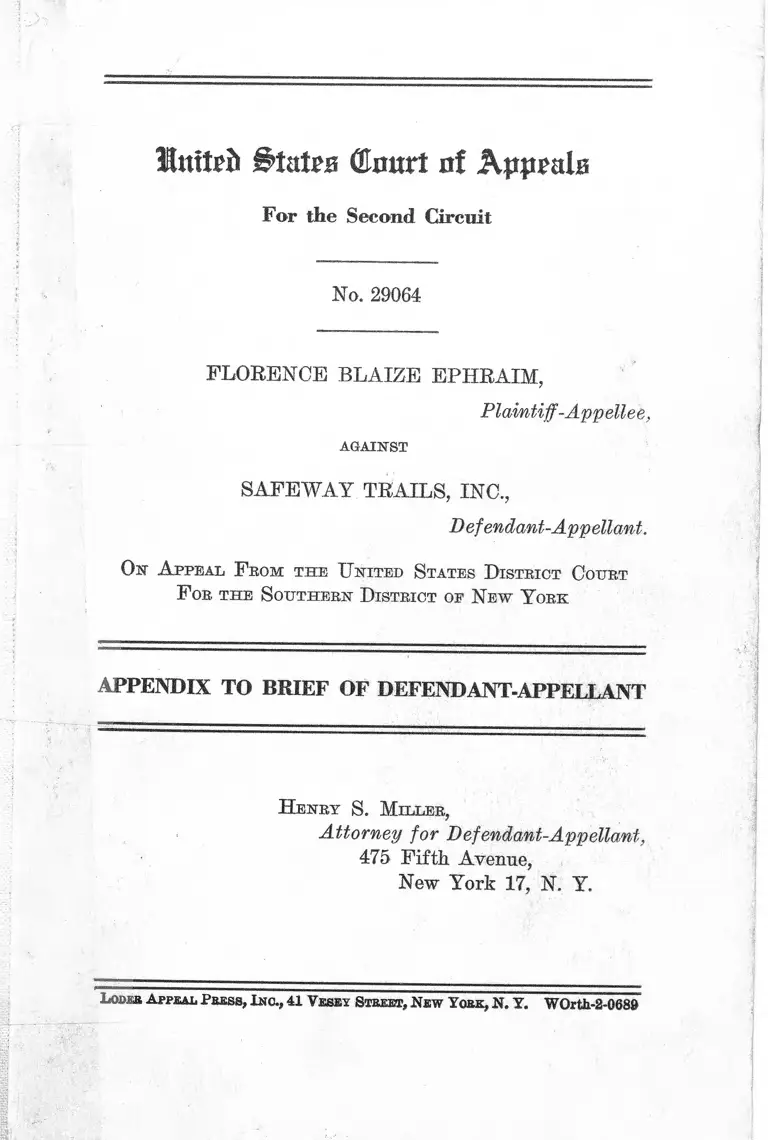 United States Court of Appeals
For the Second Circuit
No. 29064
FLORENCE BLAIZE EPHRAIM,
Plaintiff-Appellee,
AGAINST
SAFEWAY TRAILS, INC.,
Defendant-Appellant.
On Appeal From the United States District Court
For the Southern District of New York
APPENDIX TO BRIEF OF DEFENDANT-APPELLANT
Henry S. Miller,
Attorney for Defendant-Appellant,
475 Fifth Avenue,
New York 17, N. Y.
Loder Appeal Press, Inc., 41 Vesey Street, New York, N. Y. WOrth-2-0689